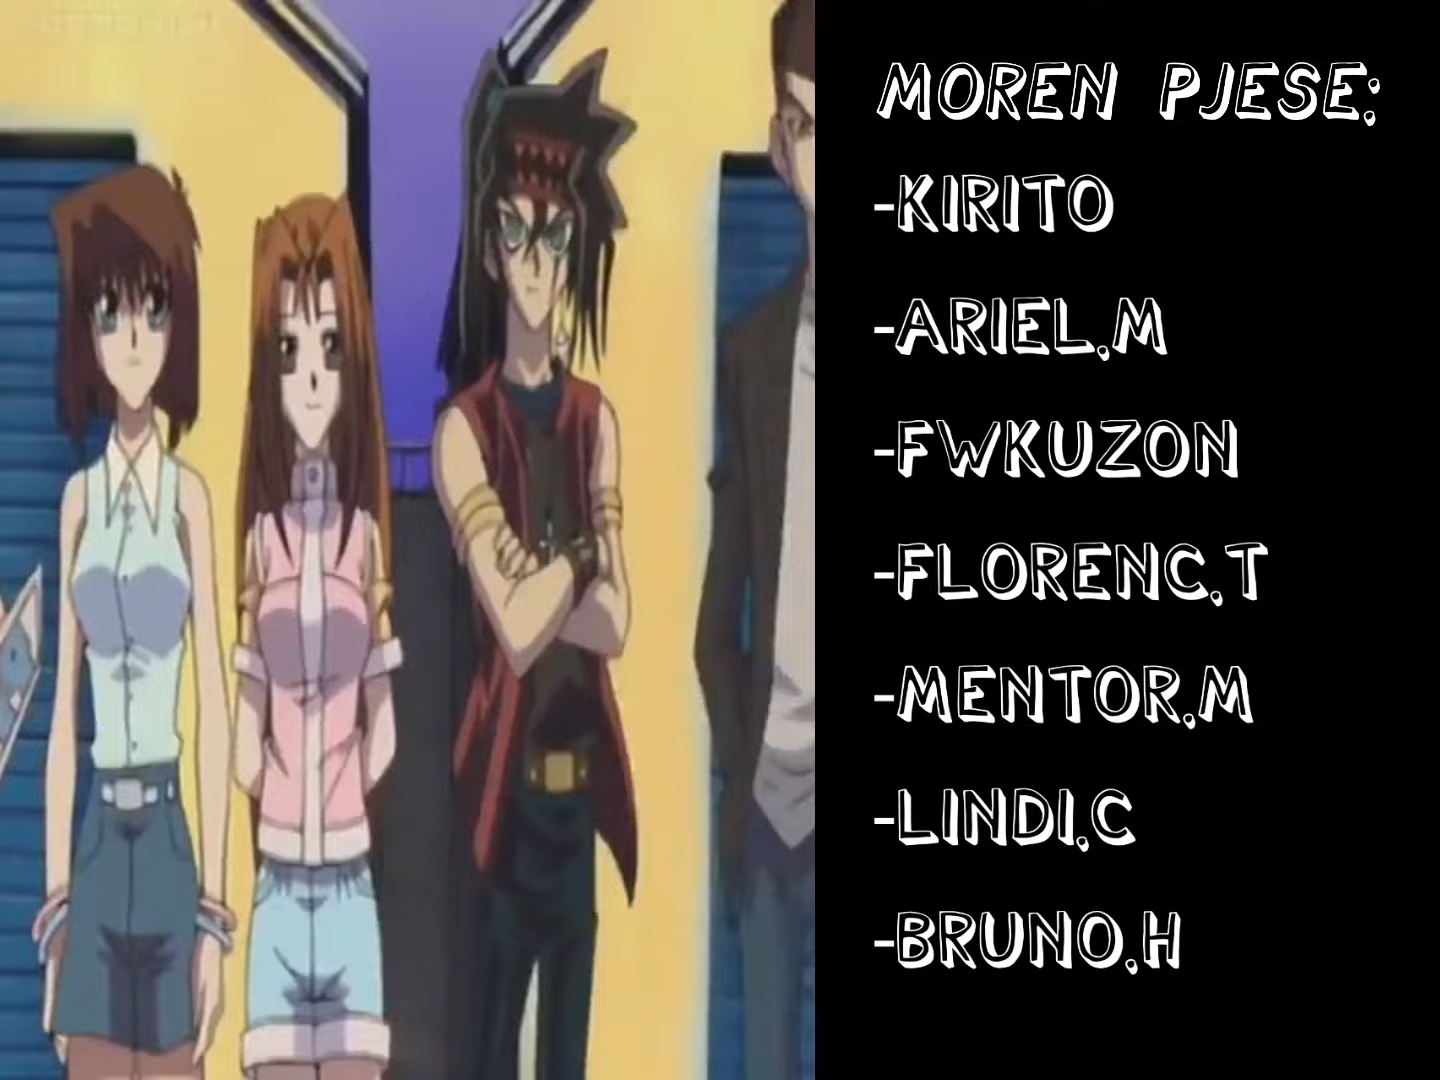 MOREN PJESE:
-KIRITO
-ARIEL.M
-FWKUZON
-FLORENC.T
-MENTOR.M
-LINDI.C
-BRUNO.H